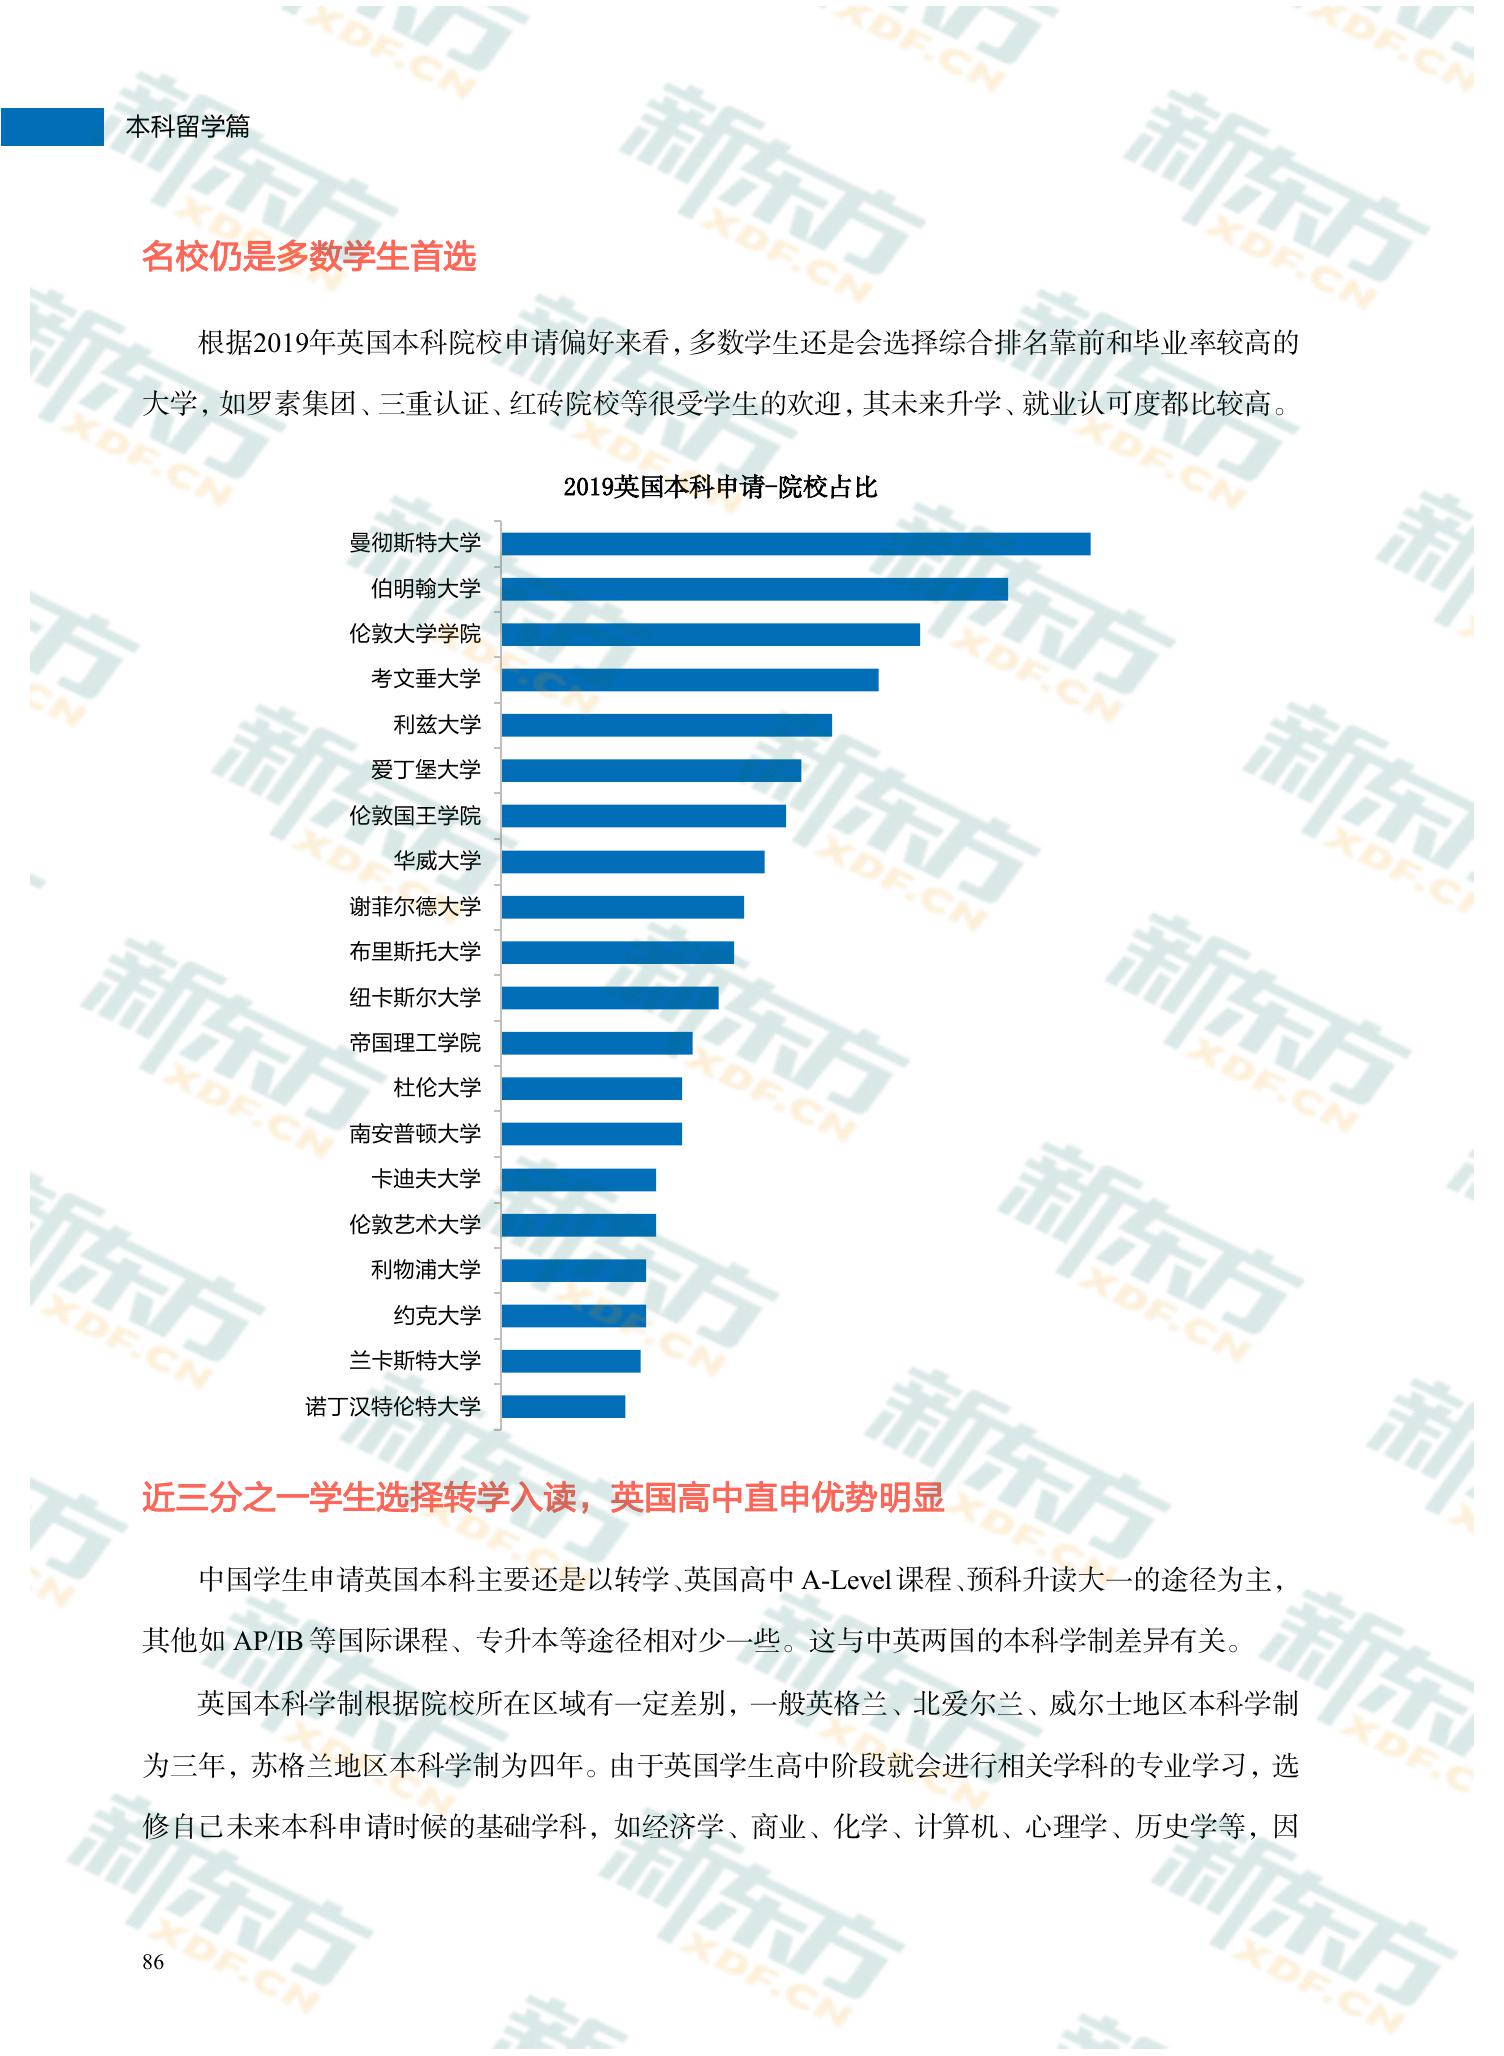 本科留学篇
名校仍是多数学生首选
根据2019年英国本科院校申请偏好来看，多数学生还是会选择综合排名靠前和毕业率较高的
大学，如罗素集团、三重认证、红砖院校等很受学生的欢迎，其未来升学、就业认可度都比较高。
2019英国本科申请-院校占比
曼彻斯特大学
伯明翰大学
伦敦大学学院
考文垂大学
利兹大学
爱丁堡大学
伦敦国王学院
华威大学
谢菲尔德大学
布里斯托大学
纽卡斯尔大学
帝国理工学院
杜伦大学
南安普顿大学
卡迪夫大学
伦敦艺术大学
利物浦大学
约克大学
兰卡斯特大学
诺丁汉特伦特大学
近三分之一学生选择转学入读，英国高中直申优势明显
中国学生申请英国本科主要还是以转学、英国高中 A-Level 课程、预科升读大一的途径为主，
其他如 AP/IB 等国际课程、专升本等途径相对少一些。这与中英两国的本科学制差异有关。
英国本科学制根据院校所在区域有一定差别，一般英格兰、北爱尔兰、威尔士地区本科学制
为三年，苏格兰地区本科学制为四年。由于英国学生高中阶段就会进行相关学科的专业学习，选
修自己未来本科申请时候的基础学科，如经济学、商业、化学、计算机、心理学、历史学等，因
86
新东方
XDF.CN